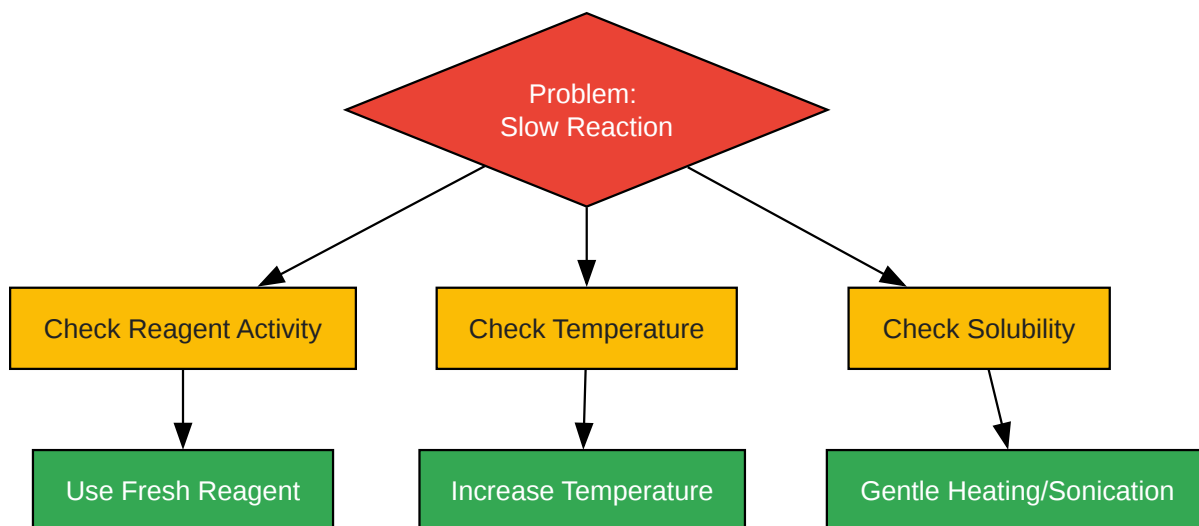 Problem:
Slow Reaction
Check Reagent Activity
Check Temperature
Check Solubility
Use Fresh Reagent
Increase Temperature
Gentle Heating/Sonication